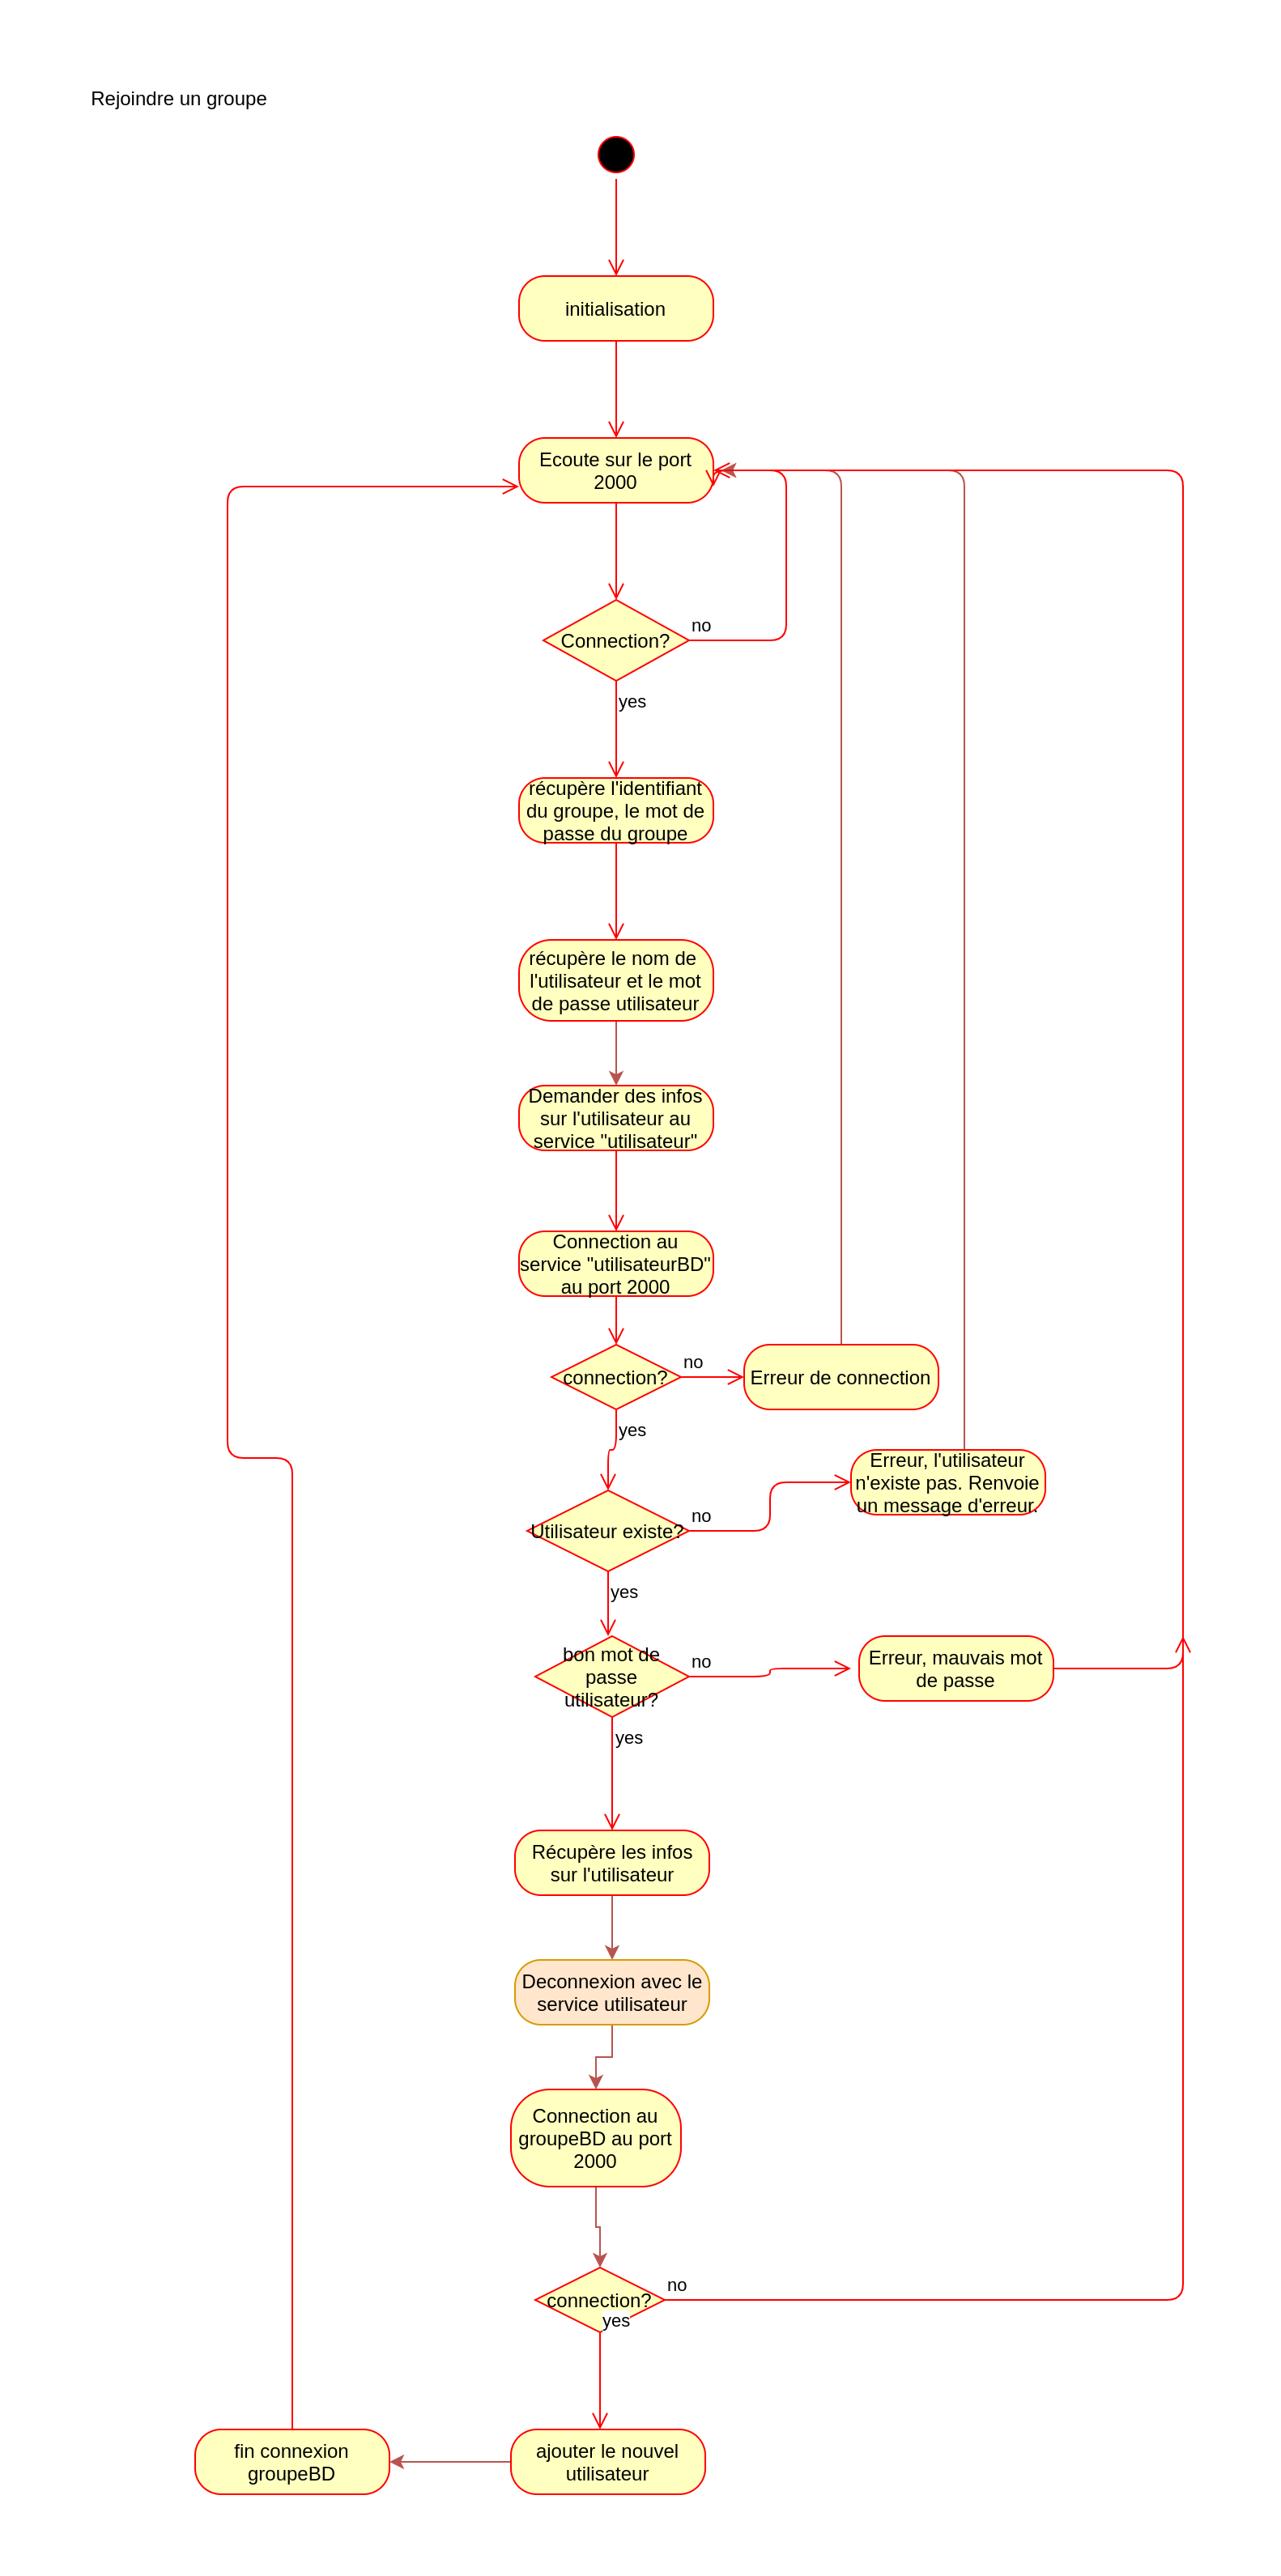 Rejoindre un groupe
initialisation
Ecoute sur le port
2000
Connection?
no
yes
récupère l'identifiant
du groupe, le mot de
passe du groupe
récupère le nom de
l'utilisateur et le mot
de passe utilisateur
Demander des infos
sur l'utilisateur au
service "utilisateur"
Connection au
service "utilisateurBD"
au port 2000
connection?
no
Erreur de connection
yes
Erreur, l'utilisateur
n'existe pas. Renvoie
un message d'erreur.
Utilisateur existe?
no
yes
bon mot de
passe
utilisateur?
no
Erreur, mauvais mot
de passe
yes
Récupère les infos
sur l'utilisateur
Deconnexion avec le
service utilisateur
Connection au
groupeBD au port
2000
connection?
no
yes
fin connexion
groupeBD
ajouter le nouvel
utilisateur